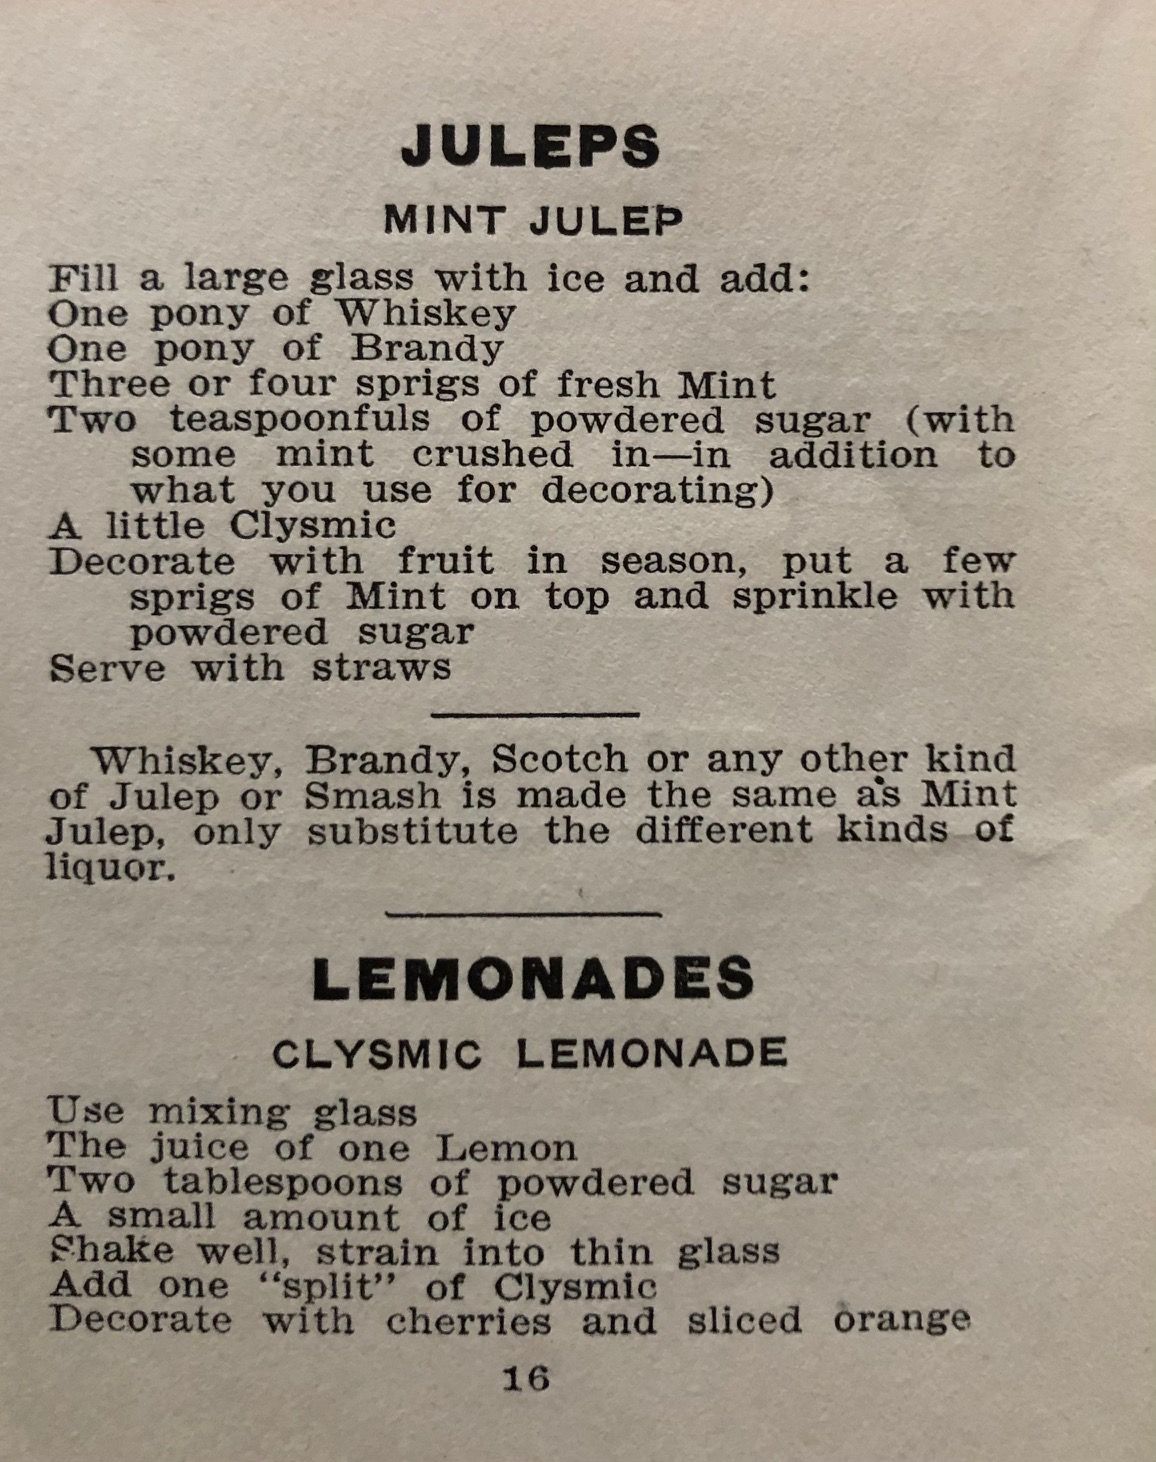 JULEPS
MINT JULEP
Fill a large glass with ice and add:
One pony of Whiskey
One pony of Brandy
Three or four sprigs of fresh Mint
Two teaspoonfuls of powdered sugar (with
some mint crushed in—in addition to
what you use for decorating)
A little Clysmic
Decorate with fruit in season, put a few
sprigs of Mint on top and sprinkle with
powdered sugar
Serve with straws
Whiskey, Brandy, Scotch or any other kind
of Julep or Smash is made the same as Mint
Julep, only substitute the different kinds of
liquor.
LEMONADES
CLYSMIC LEMONADE
Use mixing glass
The juice of one Lemon
Two tablespoons of powdered sugar
A small amount of ice
Shake well, strain into thin glass
Add one “split” of Clysmic
Decorate with cherries and sliced orange
16